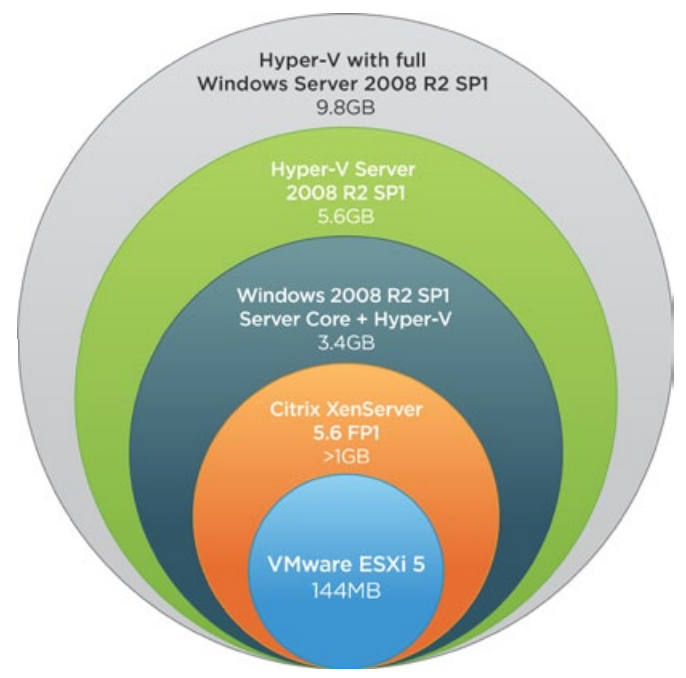 Hyper-V with full
Windows Server 2008 R2 SP1
9.8GB
Hyper-V Server
2008 R2 SP1
5.6GB
Windows 2008 R2 SP1
Server Core + Hyper-V
3.4GB
Citrix XenServer
5.6 FP1
>1GB
VMware ESXi 5
144MB